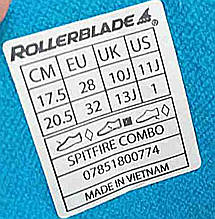 ROLLERBLADE
CM EU UK US
17.5 28 10J 11J
20.5 32 13J 1
SPITFIRE COMBO
07851800774
MADE IN VIETNAM